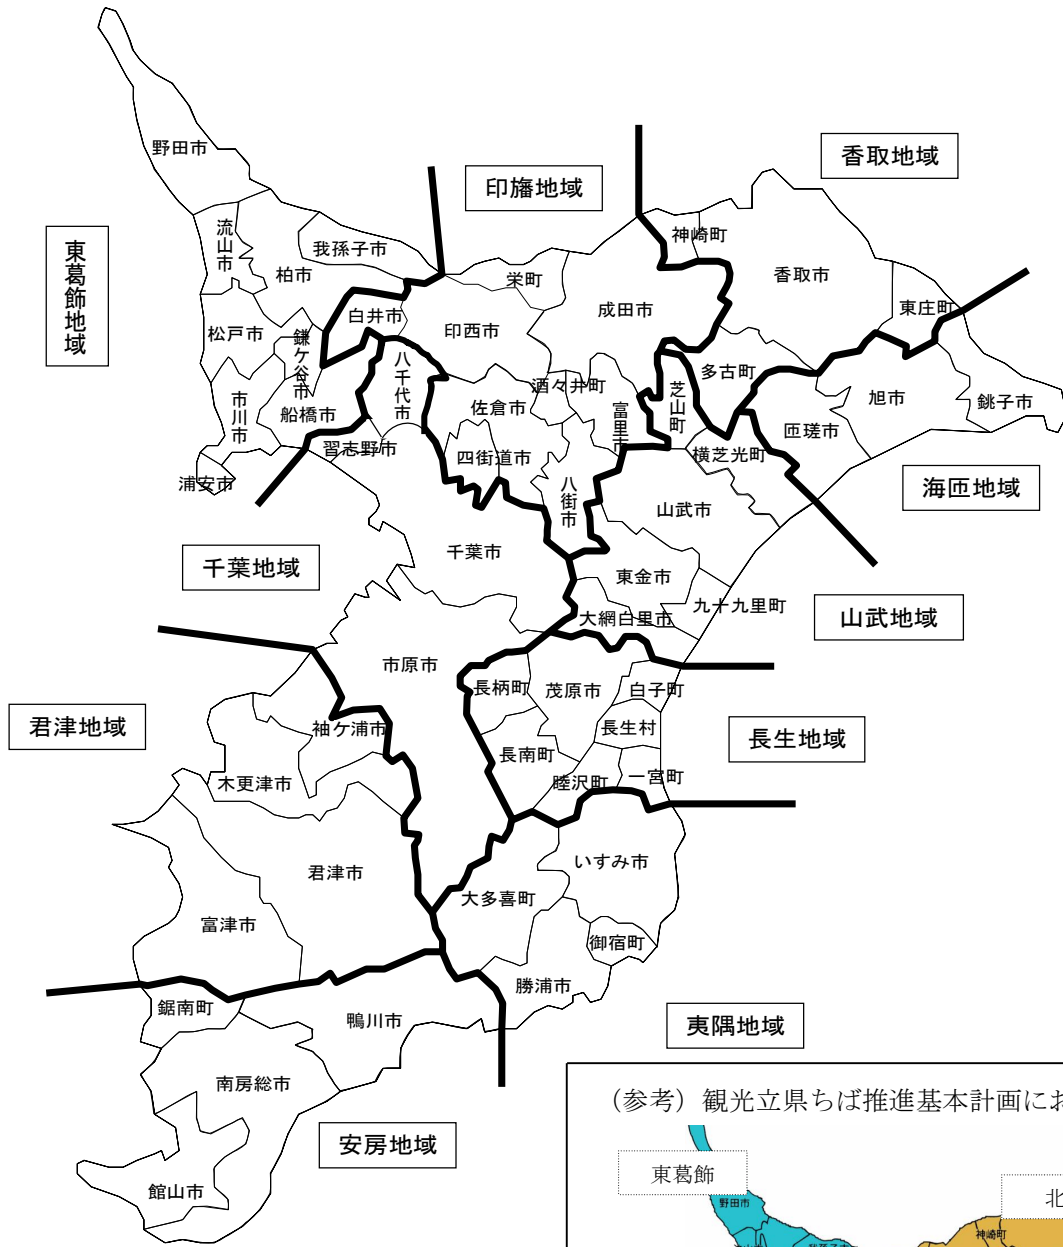 野田市
香取地域
印旛地域
東葛飾地域
流山市
我孫子市
柏市
神崎町
香取市
栄町
成田市
東庄町
白井市
印西市
松戸市
鎌ケ谷市
八千代市
多古町
酒々井町
芝山町
旭市
銚子市
市川市
船橋市
佐倉市
富里市
匝瑳市
習志野市
四街道市
横芝光町
浦安市
八街市
海匝地域
山武市
千葉市
千葉地域
東金市
九十九里町
大網白里市
山武地域
市原市
長柄町
茂原市
白子町
君津地域
袖ケ浦市
長生村
長生地域
長南町
木更津市
睦沢町
一宮町
いすみ市
君津市
大多喜町
富津市
御宿町
勝浦市
鋸南町
鴨川市
夷隅地域
南房総市
安房地域
館山市
（参考）観光立県ちば推進基本計画にお
東葛飾
北
野田市
神崎町